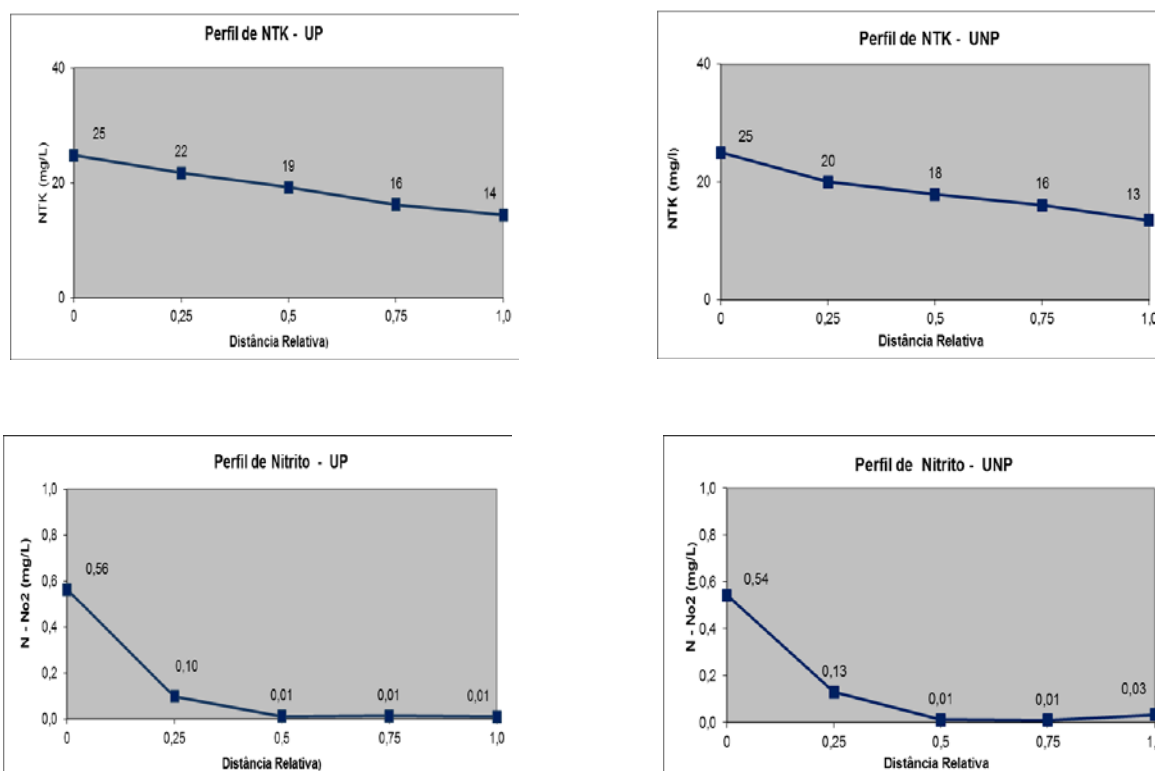 Perfil de NTK - UP
NTK (mg/L)
40
20
0
25
22
19
16
14
0 0,25 0,5 0,75 1,0
Distância Relativa)
Perfil de NTK - UNP
NTK (mg/l)
40
20
0
25
20
18
16
13
0 0,25 0,5 0,75 1,0
Distância Relativa
Perfil de Nitrito - UP
N - No2 (mg/L)
1,0
0,8
0,6
0,4
0,2
0,0
0,56
0,10
0,01
0,01
0,01
0 0,25 0,5 0,75 1,0
Distância Relativa)
Perfil de Nitrito - UNP
N - No2 (mg/L)
1,0
0,8
0,6
0,4
0,2
0,0
0,54
0,13
0,01
0,01
0,03
0 0,25 0,5 0,75 1,
Distância Relativa